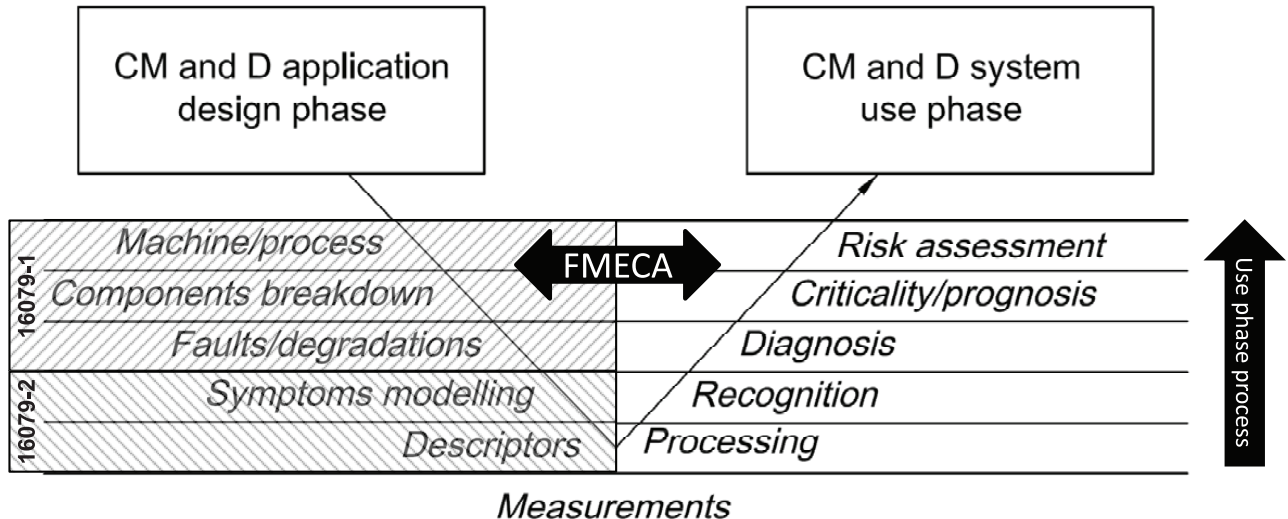 CM and D application
design phase
CM and D system
use phase
16079-1
Machine/process
FMECA
Risk assessment
Components breakdown
Criticality/prognosis
Faults/degradations
Diagnosis
16079-2
Symptoms modelling
Recognition
Descriptors
Processing
Use phase process
Measurements